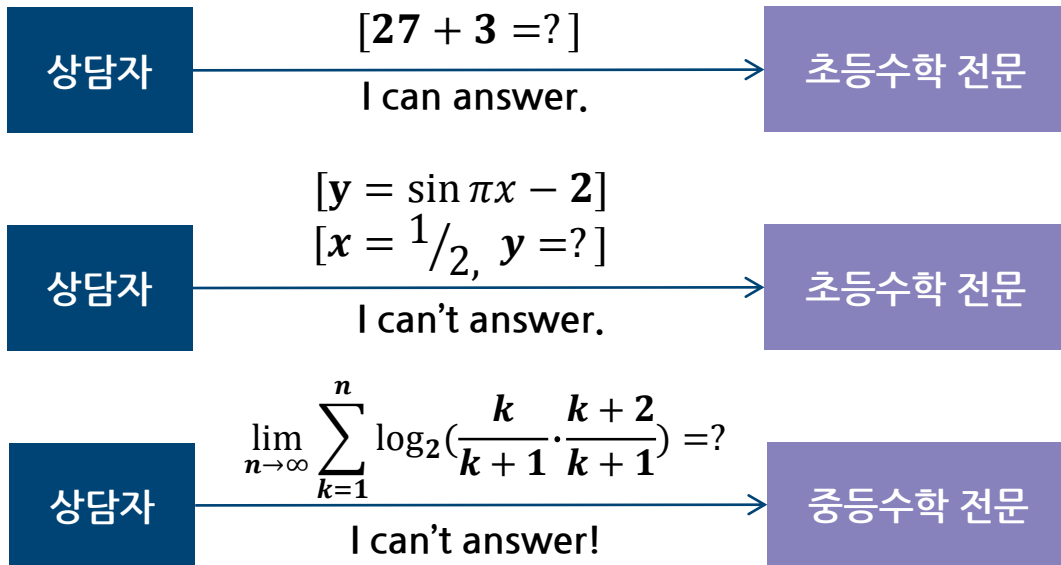 [27 + 3 =? ]
상담자 초등수학 전문
I can answer.
[y = sin πx − 2]
[x = 1/2, y =? ]
상담자 초등수학 전문
I can't answer.
lim n→∞ ∑ k=1 n log₂(k/k + 1 · k + 2/k + 1) =?
상담자 중등수학 전문
I can't answer!